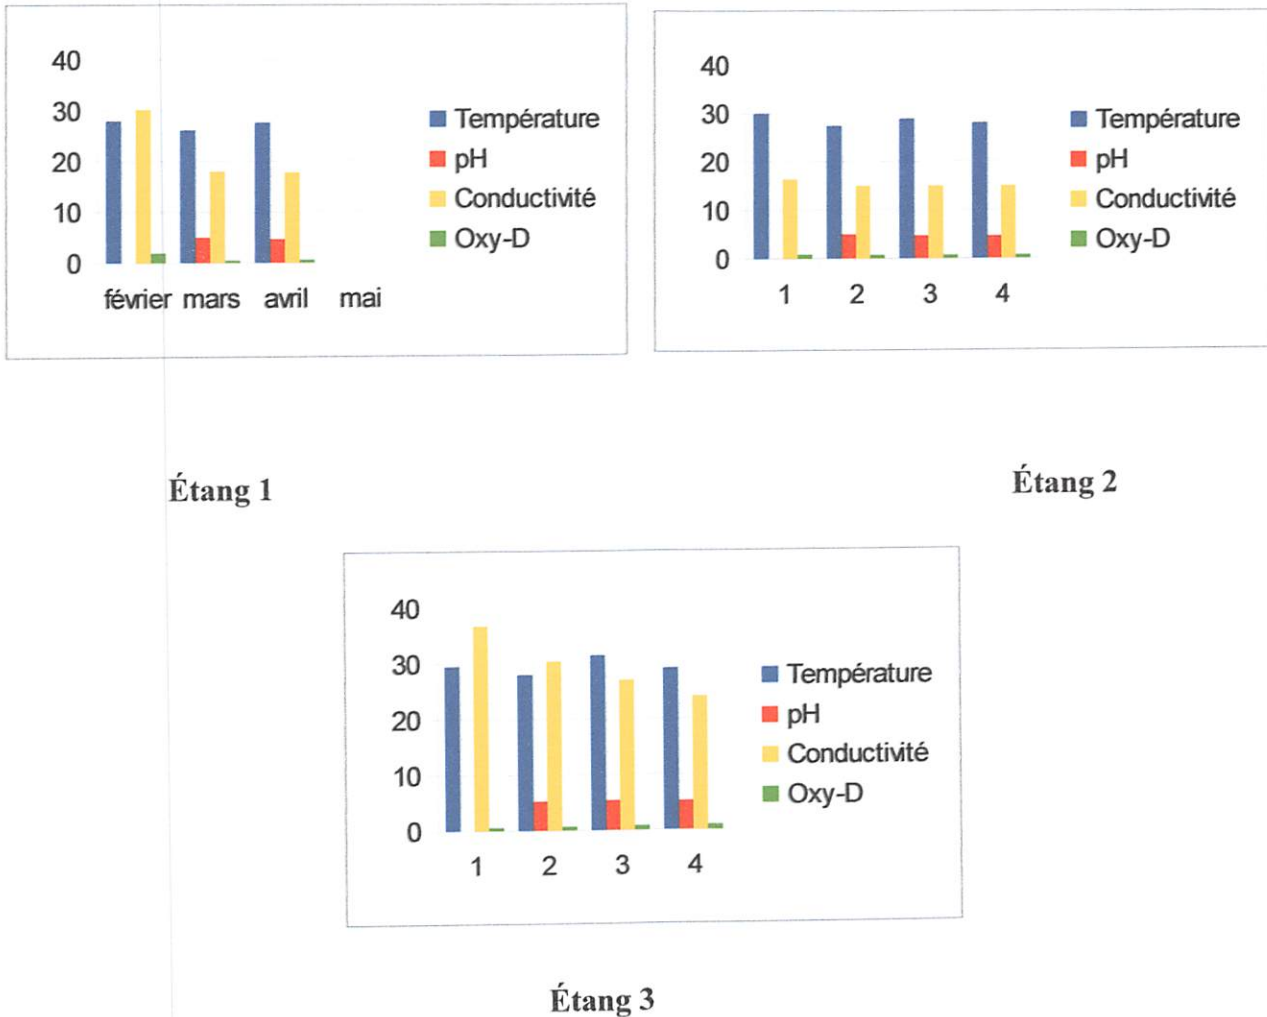 40
30
20
10
0
février mars avril mai
Température
pH
Conductivité
Oxy-D
Étang 1
40
30
20
10
0
1 2 3 4
Température
pH
Conductivité
Oxy-D
Étang 2
40
30
20
10
0
1 2 3 4
Température
pH
Conductivité
Oxy-D
Étang 3